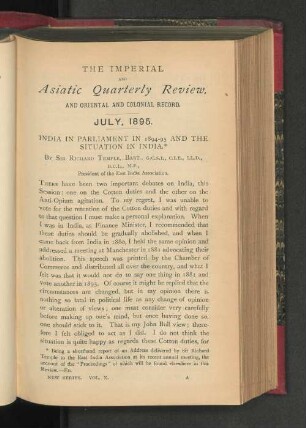 THE IMPERIAL
AND
Asiatic Quarterly Review,
AND ORIENTAL AND COLONIAL RECORD.
JULY, 1895.
INDIA IN PARLIAMENT IN 1894-95 AND THE
SITUATION IN INDIA.*
BY SIR RICHARD TEMPLE, BART., G.C.S.I., C.I.E., LL.D.,
D.C.L., M.P.,
President of the East India Association.
THERE have been two important debates on India, this
Session: one on the Cotton duties and the other on the
Anti-Opium agitation. To my regret, I was unable to
vote for the retention of the Cotton duties and with regard
to that question I must make a personal explanation. When
I was in India, as Finance Minister, I recommended that
these duties should be gradually abolished, and when I
came back from India in 1880, I held the same opinion and
addressed a meeting at Manchester in 1881 advocating their
abolition. This speech was printed by the Chamber of
Commerce and distributed all over the country, and what I
felt was that it would not do to say one thing in 1881 and
vote another in 1895. Of course it might be replied that the
circumstances are changed, but in my opinion there is
nothing so fatal in political life as any change of opinion
or vibration of views; one must consider very carefully
before making up one's mind, but once having done so,
one should stick to it. That is my John Bull view: therefore
I felt obliged to act as I did. I do not think the
situation is quite happy as regards these Cotton duties, for
* Being a shorthand report of an Address delivered by Sir Richard
Temple to the East India Association at its recent annual meeting, the
account of the "Proceedings" at which will be found elsewhere in this
Review.—ED.
NEW SERIES. VOL. X. A